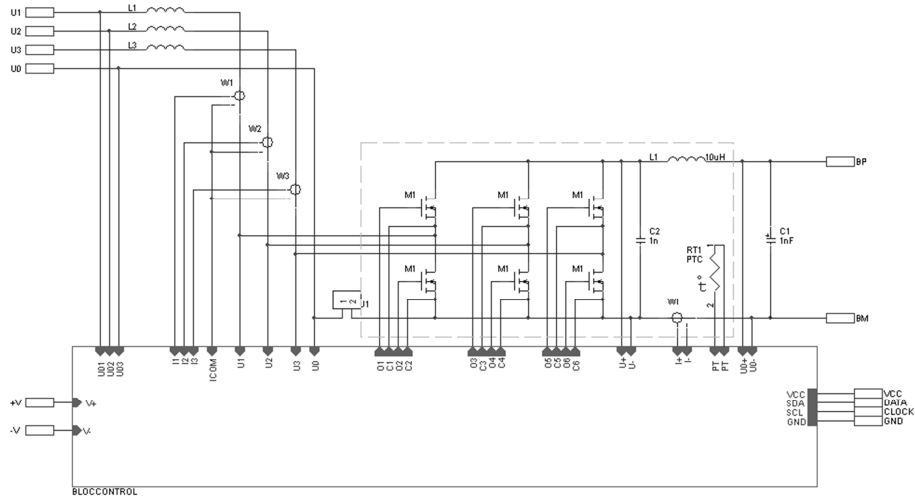 U1
L1
U2
L2
U3
L3
U0
W1
W2
W3
M1
M1
M1
L1
10uH
BP
C2
1n
RT1
PTC
1
t°
2
C1
1nF
M1
M1
M1
1
2
J1
W1
BM
U01
U02
U03
I1
I2
I3
ICOM
U1
U2
U3
U0
O1
C1
O2
C2
O3
C3
O4
C4
O5
C5
O6
C6
U+
U-
I+
I-
PT
PT
U0+
U0-
+V
V+
-V
V-
VCC
VCC
SDA
DATA
SCL
CLOCK
GND
GND
BLOCCONTROL